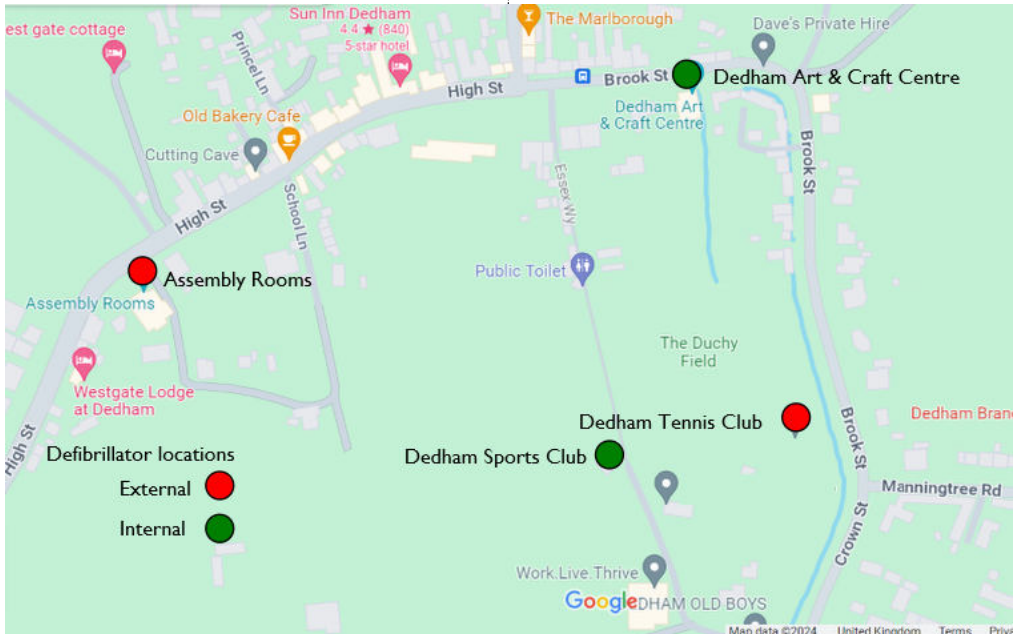 est gate cottage
Sun Inn Dedham
4.4 ★ (840)
5-star hotel
The Marlborough
Dave's Private Hire
Princel Ln
High St
Brook St
Dedham Art & Craft Centre
Dedham Art
& Craft Centre
Old Bakery Cafe
Cutting Cave
High St
School Ln
Essex Wy
Brook St
Public Toilet
Assembly Rooms
Assembly Rooms
The Duchy
Field
Westgate Lodge
at Dedham
Dedham Tennis Club
Dedham Bran
High St
Brook St
Defibrillator locations
Dedham Sports Club
External
Manningtree Rd
Internal
Crown St
Work.Live.Thrive
Google
DHAM OLD BOYS
Map data ©2024 United Kingdom Terms Priva